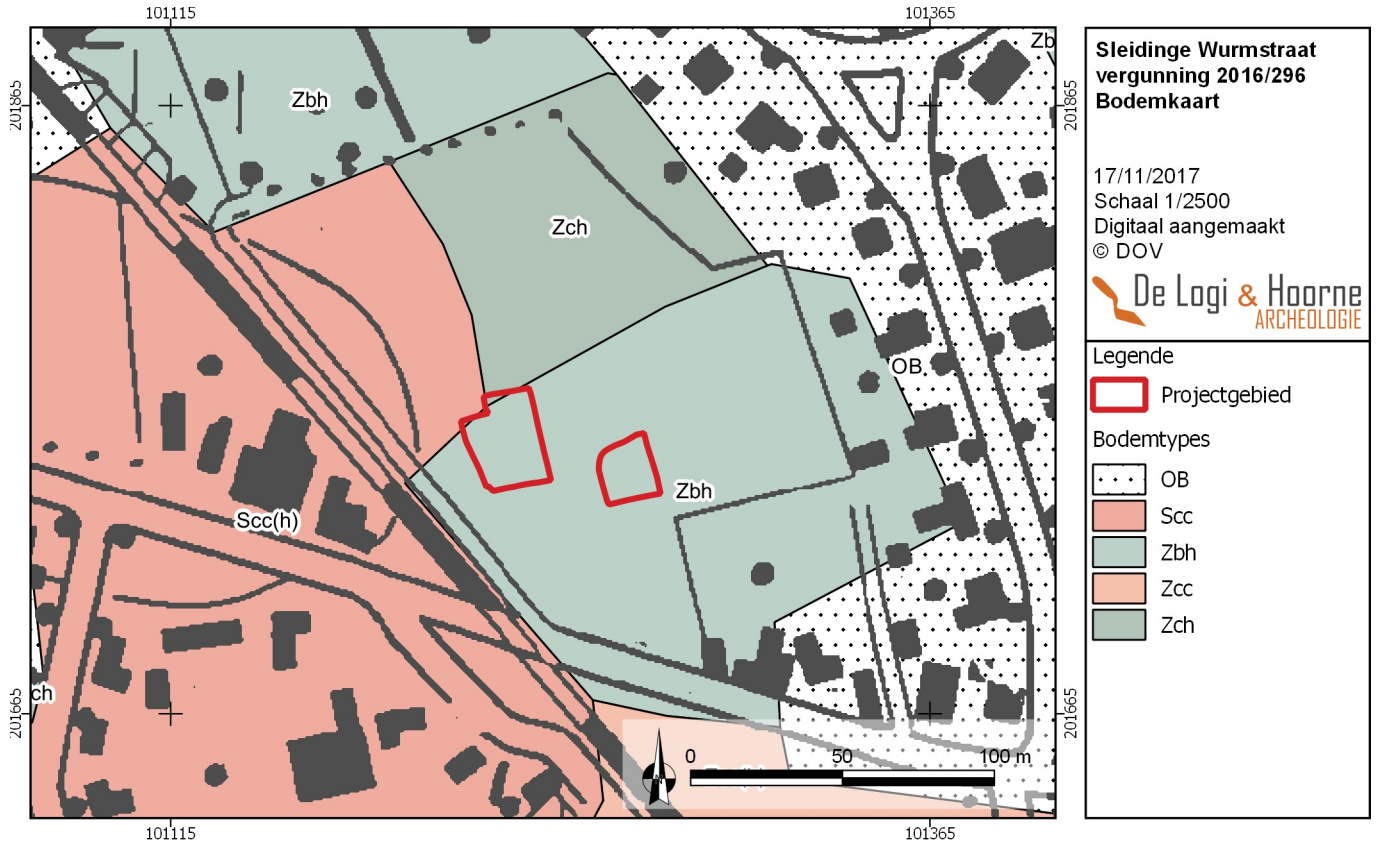 101115
101365
201865
201865
Zb
Zbh
Zch
OB
Zbh
Scc(h)
ch
201665
201665
0
50
100 m
101115
101365
Sleidinge Wurmstraat
vergunning 2016/296
Bodemkaart
17/11/2017
Schaal 1/2500
Digitaal aangemaakt
© DOV
De Logi & Hoorne
ARCHEOLOGIE
Legende
Projectgebied
Bodemtypes
OB
Scc
Zbh
Zcc
Zch